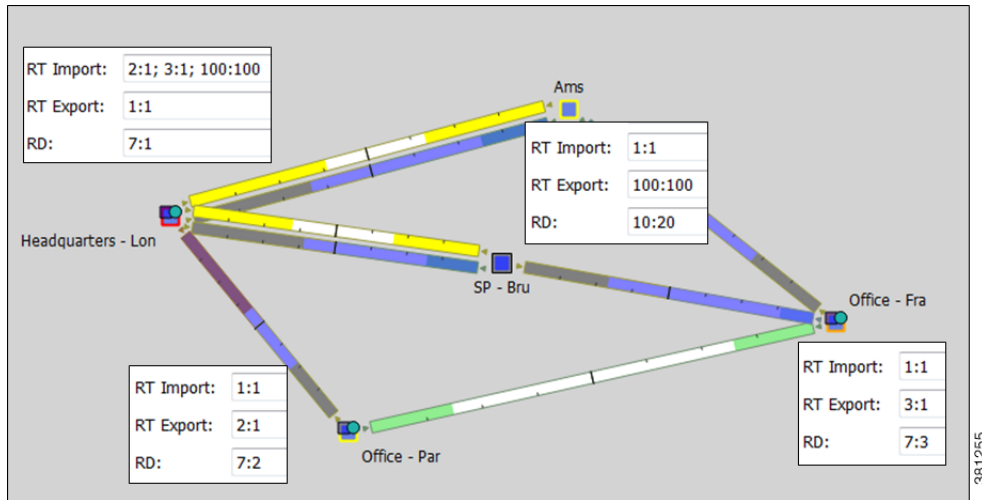 RT Import: 2:1; 3:1; 100:100
RT Export: 1:1
RD: 7:1
Ams
RT Import: 1:1
RT Export: 100:100
RD: 10:20
Headquarters - Lon
SP - Bru
Office - Fra
RT Import: 1:1
RT Export: 3:1
RD: 7:3
RT Import: 1:1
RT Export: 2:1
RD: 7:2
Office - Par
381255